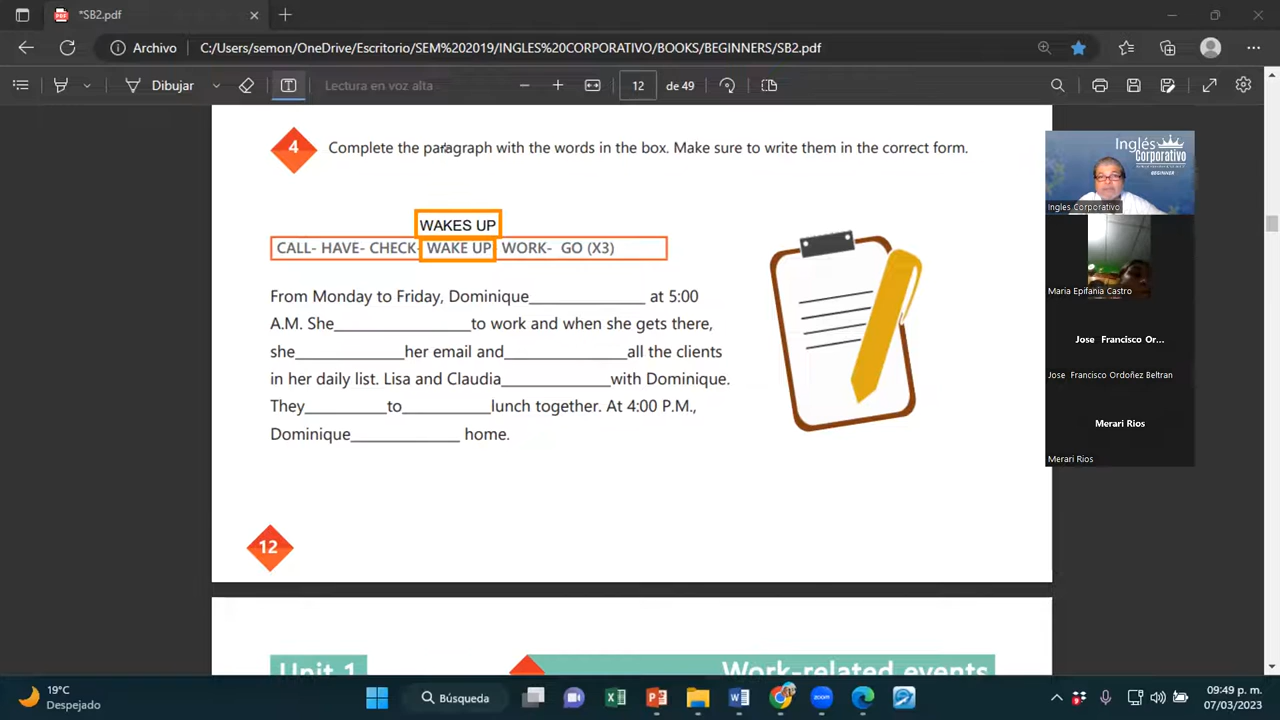 *SB2.pdf
Archivo C:/Users/semon/OneDrive/Escritorio/SEM%202019/INGLES%20CORPORATIVO/BOOKS/BEGINNERS/SB2.pdf
Dibujar Lectura en voz alta 12 de 49
4 Complete the paragraph with the words in the box. Make sure to write them in the correct form.
WAKES UP
CALL- HAVE- CHECK- WAKE UP WORK- GO (X3)
From Monday to Friday, Dominique______________ at 5:00
A.M. She_________________to work and when she gets there,
she______________her email and_______________all the clients
in her daily list. Lisa and Claudia______________with Dominique.
They__________to___________lunch together. At 4:00 P.M.,
Dominique______________ home.
12
Unit 1 Work-related events
Inglés
Corporativo
BEGINNER
Ingles Corporativo
Maria Epifania Castro
Jose Francisco Or...
Jose Francisco Ordoñez Beltran
Merari Rios
Merari Rios
19°C
Despejado
Búsqueda
zoom
09:49 p. m.
07/03/2023